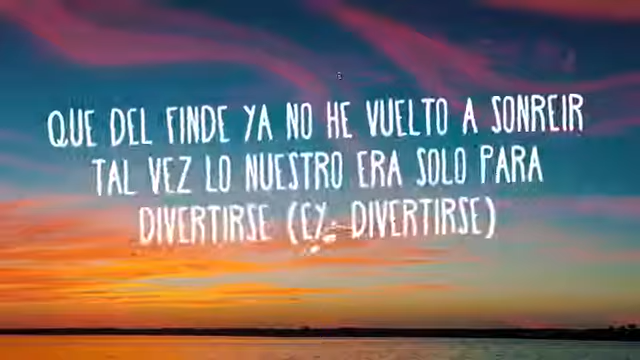 QUE DEL FINDE YA NO HE VUELTO A SONREIR
TAL VEZ LO NUESTRO ERA SOLO PARA
DIVERTIRSE (EY, DIVERTIRSE)